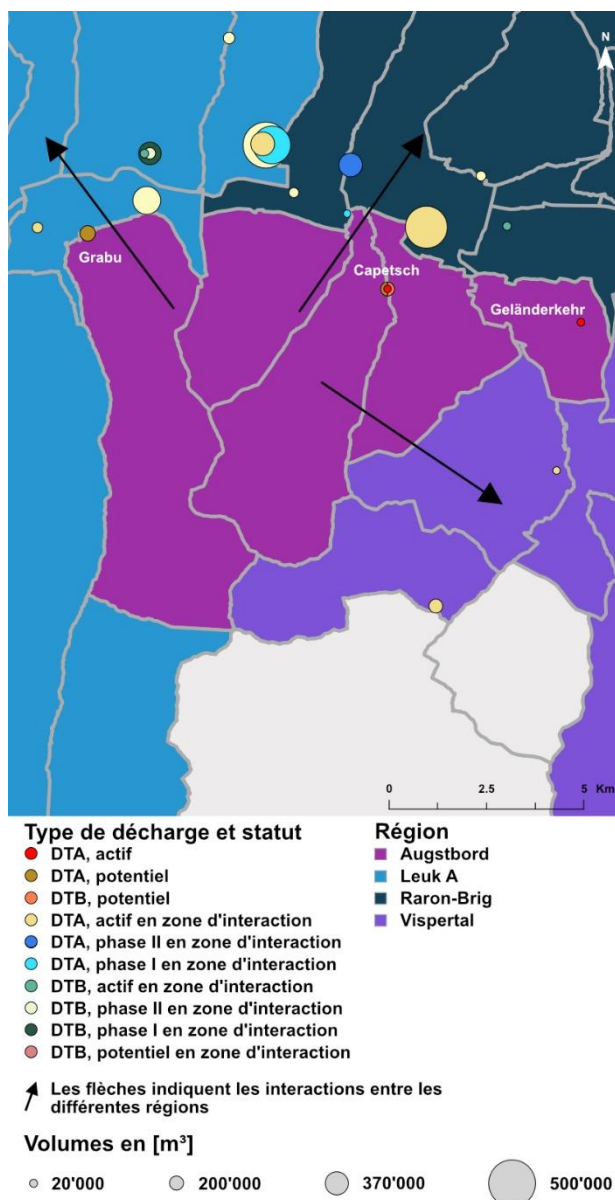 N
Grabu
Capetsch
Geländerkehr
0 2.5 5 Km
Type de décharge et statut
DTA, actif
DTA, potentiel
DTB, potentiel
DTA, actif en zone d'interaction
DTA, phase II en zone d'interaction
DTA, phase I en zone d'interaction
DTB, actif en zone d'interaction
DTB, phase II en zone d'interaction
DTB, phase I en zone d'interaction
DTB, potentiel en zone d'interaction
Les flèches indiquent les interactions entre les
différentes régions
Région
Augstbord
Leuk A
Raron-Brig
Vispertal
Volumes en [m³]
20'000 200'000 370'000 500'000